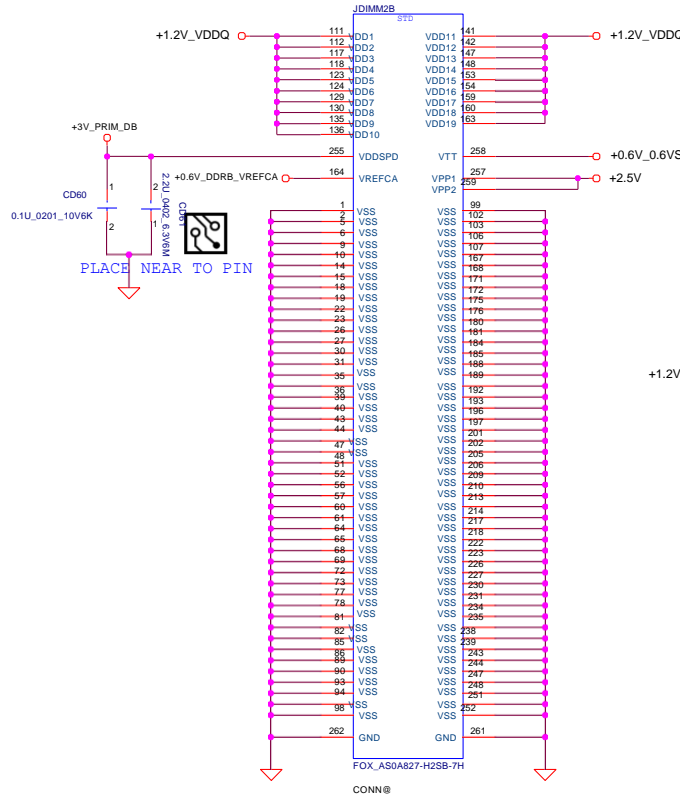 JDIMM2B
STD
+1.2V_VDDQ
111 VDD1 VDD11 141
+1.2V_VDDQ
112 VDD2 VDD12 142
117 VDD3 VDD13 147
118 VDD4 VDD14 148
123 VDD5 VDD15 153
124 VDD6 VDD16 154
129 VDD7 VDD17 159
130 VDD8 VDD18 160
135 VDD9 VDD19 163
136 VDD10
+3V_PRIM_DB
255 VDDSPD VTT 258
+0.6V_0.6VS
+0.6V_DDRB_VREFCA
164 VREFCA VPP1 257
+2.5V
VPP2 259
CD60
0.1U_0201_10V6K
1
2
2.2U_0402_6.3V6M
2
1
PLACE NEAR TO PIN
1 VSS VSS 99
2 VSS VSS 102
5 VSS VSS 103
6 VSS VSS 106
9 VSS VSS 107
10 VSS VSS 167
14 VSS VSS 168
15 VSS VSS 171
18 VSS VSS 172
19 VSS VSS 175
22 VSS VSS 176
23 VSS VSS 180
26 VSS VSS 181
27 VSS VSS 184
30 VSS VSS 185
31 VSS VSS 188
35 VSS VSS 189
36 VSS VSS 192
39 VSS VSS 193
40 VSS VSS 196
43 VSS VSS 197
44 VSS VSS 201
47 VSS VSS 202
48 VSS VSS 205
51 VSS VSS 206
52 VSS VSS 209
56 VSS VSS 210
57 VSS VSS 213
60 VSS VSS 214
61 VSS VSS 217
64 VSS VSS 218
65 VSS VSS 222
68 VSS VSS 223
69 VSS VSS 226
72 VSS VSS 227
73 VSS VSS 230
77 VSS VSS 231
78 VSS VSS 234
81 VSS VSS 235
82 VSS VSS 238
85 VSS VSS 239
86 VSS VSS 243
89 VSS VSS 244
90 VSS VSS 247
93 VSS VSS 248
94 VSS VSS 251
98 VSS VSS 252
262 GND GND 261
+1.2V
FOX_AS0A827-H2SB-7H
CONN@